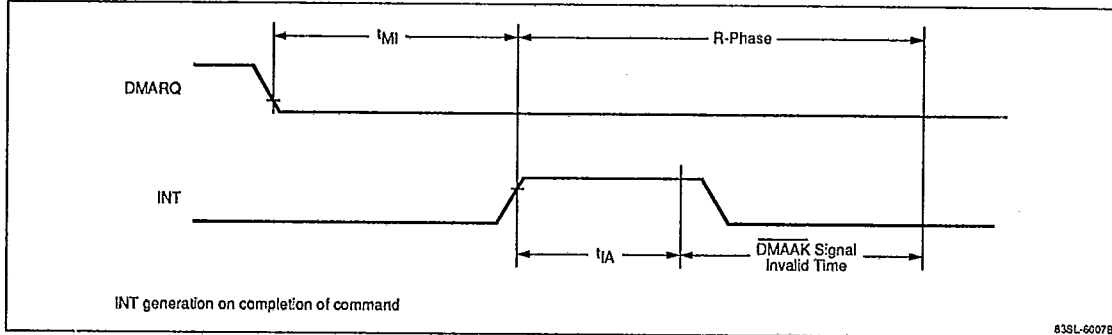 tMI
R-Phase
DMARQ
INT
tIA
DMAAK Signal
Invalid Time
INT generation on completion of command
83SL-6007B